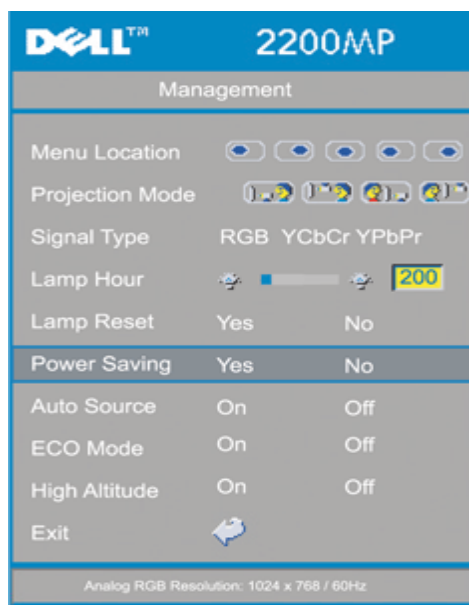 DELL™ 2200MP
Management
Menu Location
Projection Mode
Signal Type RGB YCbCr YPbPr
Lamp Hour 200
Lamp Reset Yes No
Power Saving Yes No
Auto Source On Off
ECO Mode On Off
High Altitude On Off
Exit
Analog RGB Resolution: 1024 x 768 / 60Hz